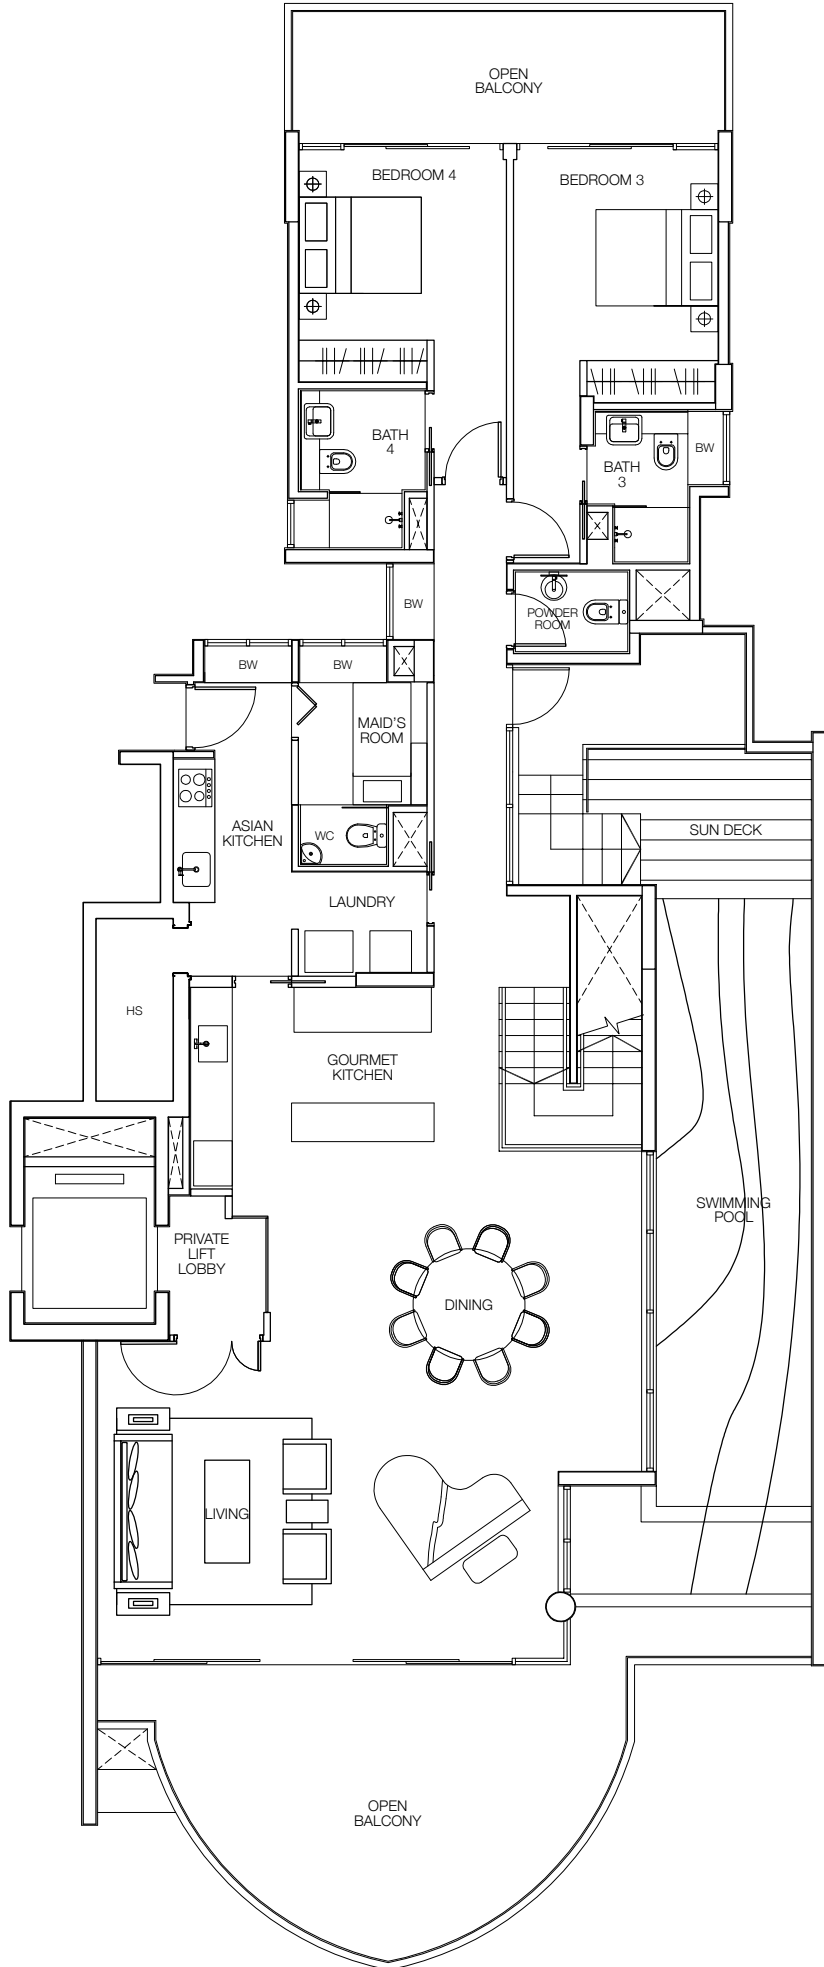 OPEN
BALCONY
BEDROOM 4
BEDROOM 3
BATH
4
BW
BATH
3
BW
POWDER
ROOM
BW
BW
MAID'S
ROOM
ASIAN
KITCHEN
WC
SUN DECK
LAUNDRY
HS
GOURMET
KITCHEN
SWIMMING
POOL
PRIVATE
LIFT
LOBBY
DINING
LIVING
OPEN
BALCONY